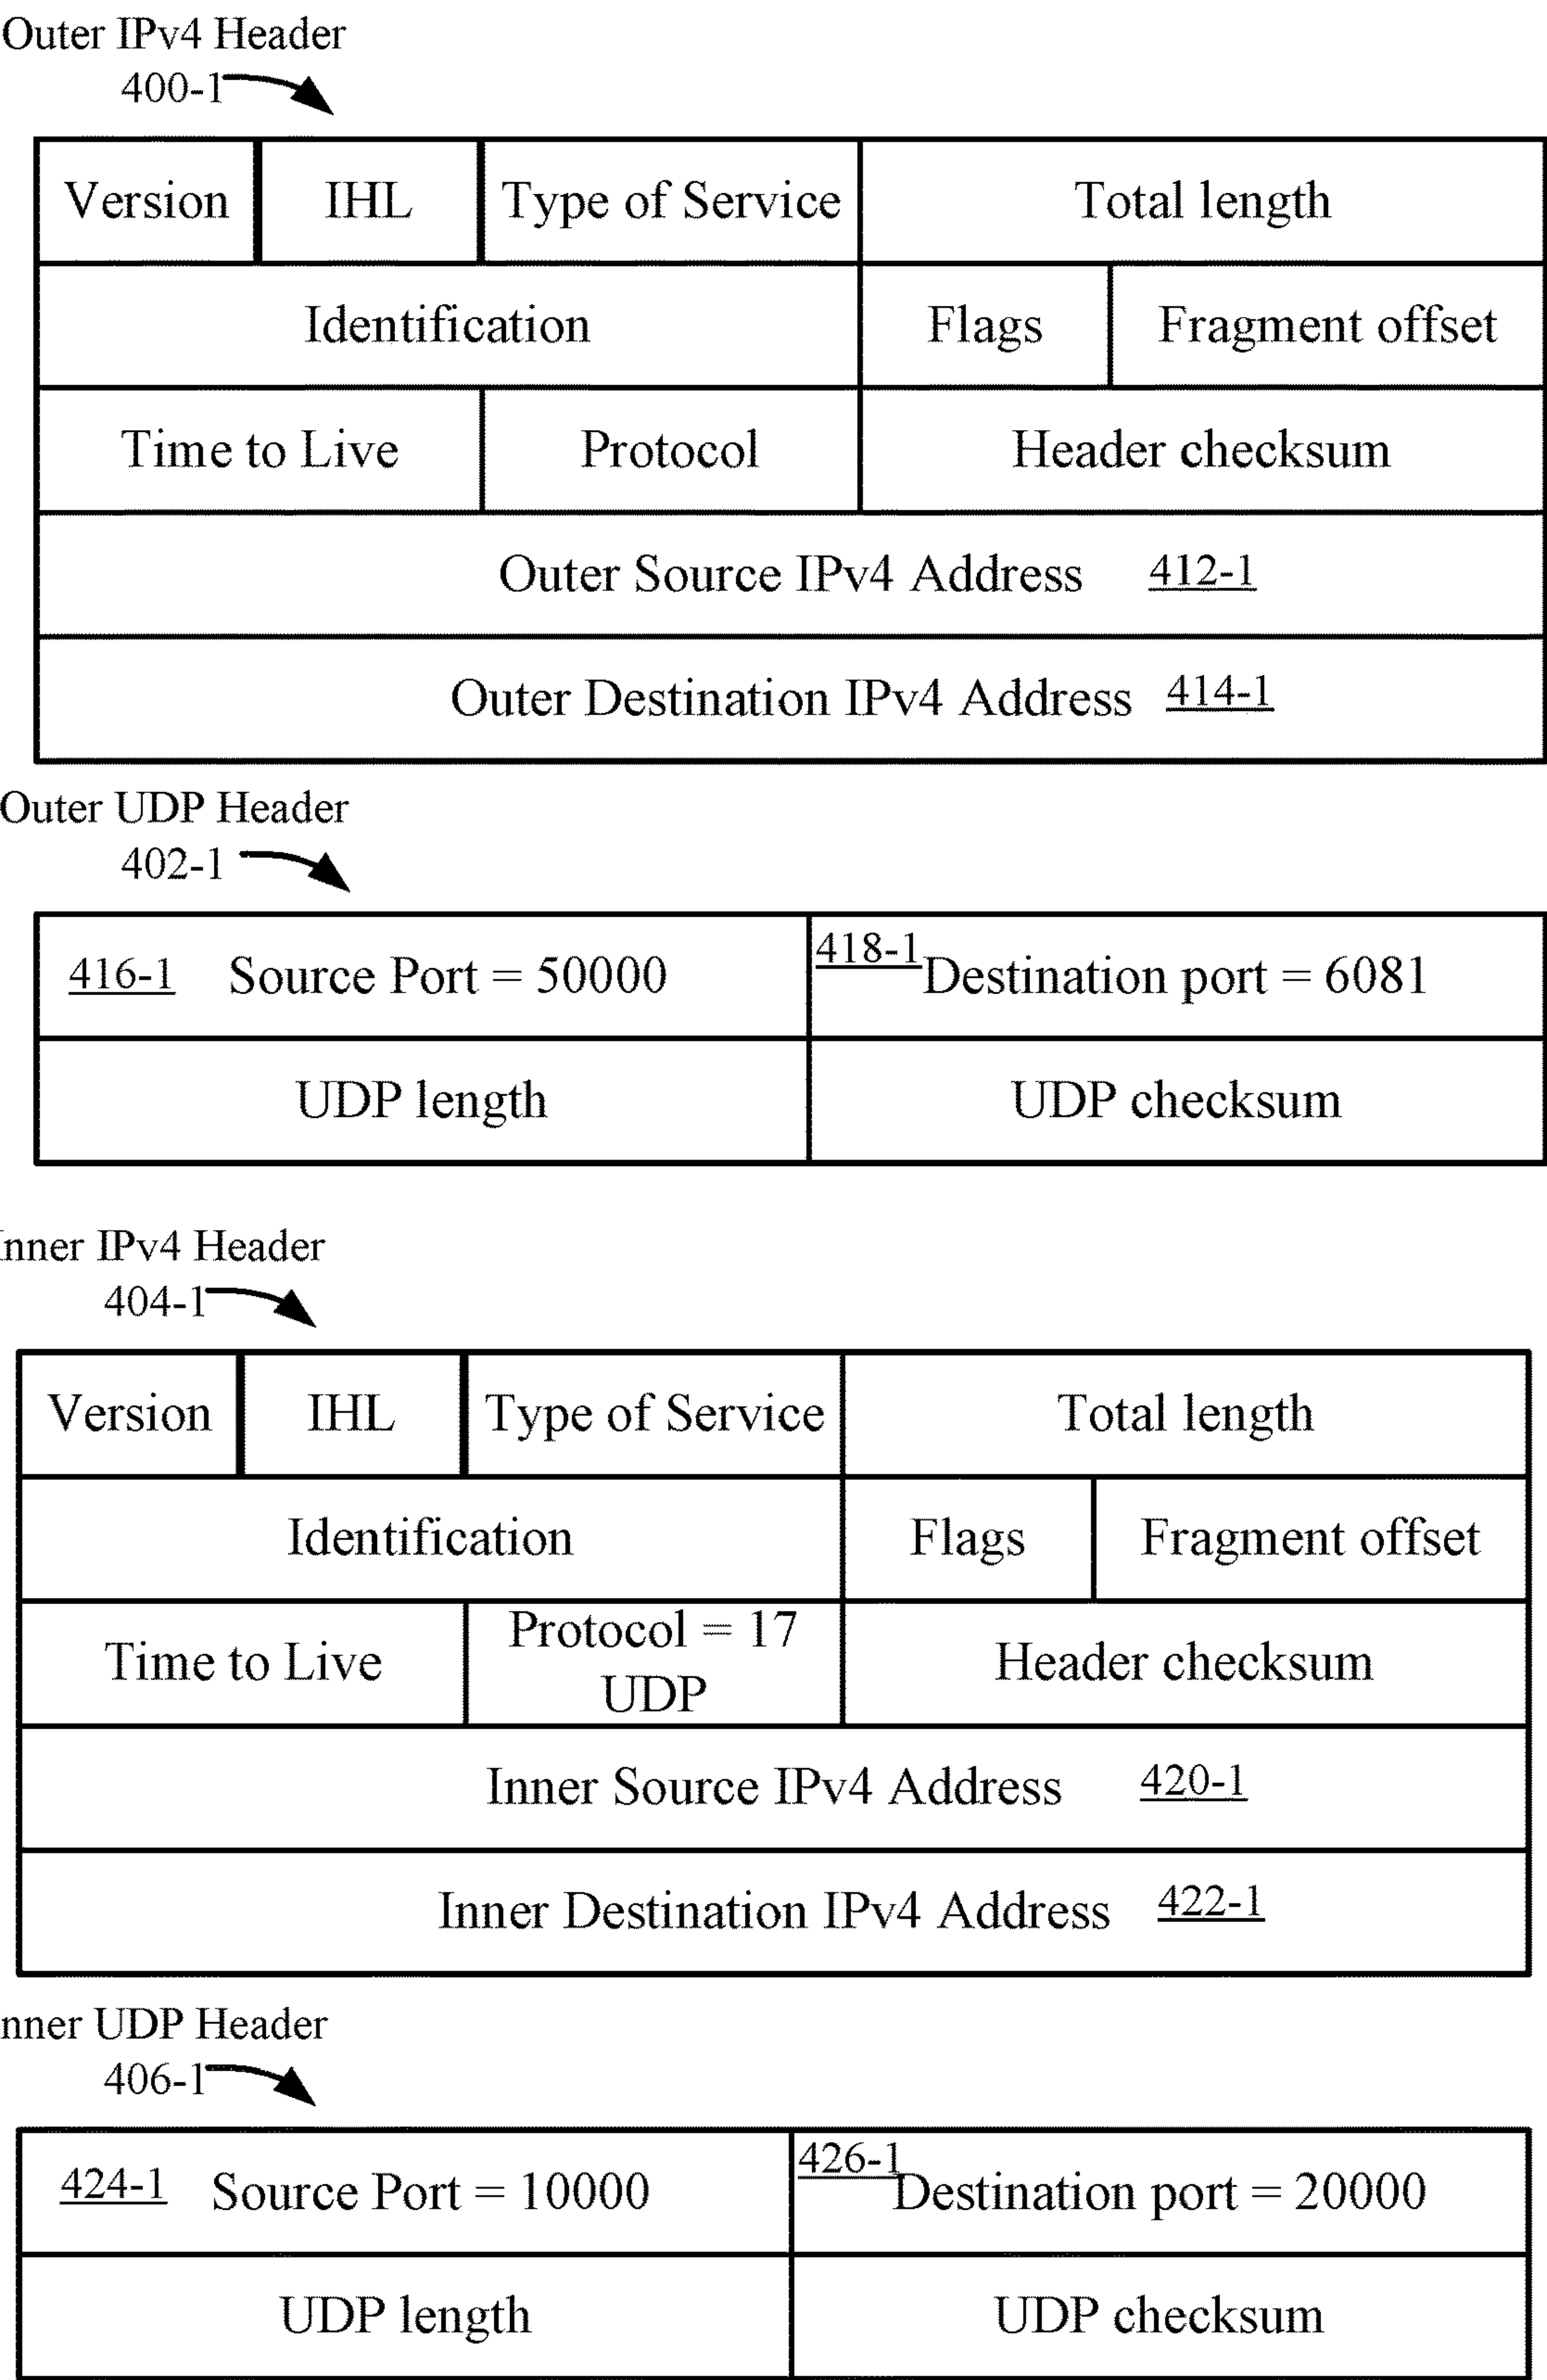 Outer IPv4 Header
400-1
Version IHL Type of Service Total length
Identification Flags Fragment offset
Time to Live Protocol Header checksum
Outer Source IPv4 Address 412-1
Outer Destination IPv4 Address 414-1
Outer UDP Header
402-1
416-1 Source Port = 50000 418-1 Destination port = 6081
UDP length UDP checksum
nner IPv4 Header
404-1
Version IHL Type of Service Total length
Identification Flags Fragment offset
Time to Live Protocol = 17 UDP Header checksum
Inner Source IPv4 Address 420-1
Inner Destination IPv4 Address 422-1
nner UDP Header
406-1
424-1 Source Port = 10000 426-1 Destination port = 20000
UDP length UDP checksum